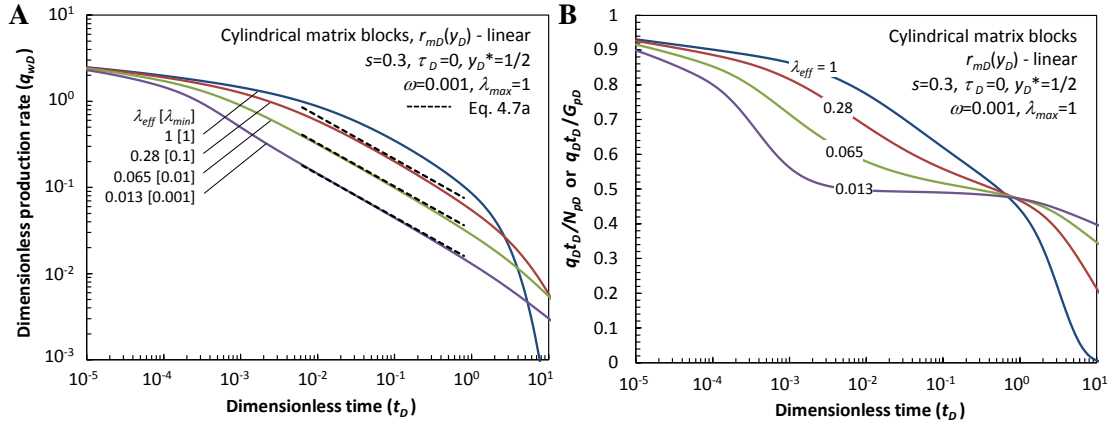 A
Dimensionless production rate (q_wD)
10^1
10^0
10^-1
10^-2
10^-3
Cylindrical matrix blocks, r_mD(y_D) - linear
s=0.3, τ_D=0, y_D*=1/2
ω=0.001, λ_max=1
Eq. 4.7a
λ_eff [λ_min]
1 [1]
0.28 [0.1]
0.065 [0.01]
0.013 [0.001]
10^-5 10^-4 10^-3 10^-2 10^-1 10^0 10^1
Dimensionless time (t_D)
B
q_D t_D/N_pD or q_D t_D/G_pD
1
0.9
0.8
0.7
0.6
0.5
0.4
0.3
0.2
0.1
0
Cylindrical matrix blocks
r_mD(y_D) - linear
s=0.3, τ_D=0, y_D*=1/2
ω=0.001, λ_max=1
λ_eff = 1
0.28
0.065
0.013
10^-5 10^-4 10^-3 10^-2 10^-1 10^0 10^1
Dimensionless time (t_D)